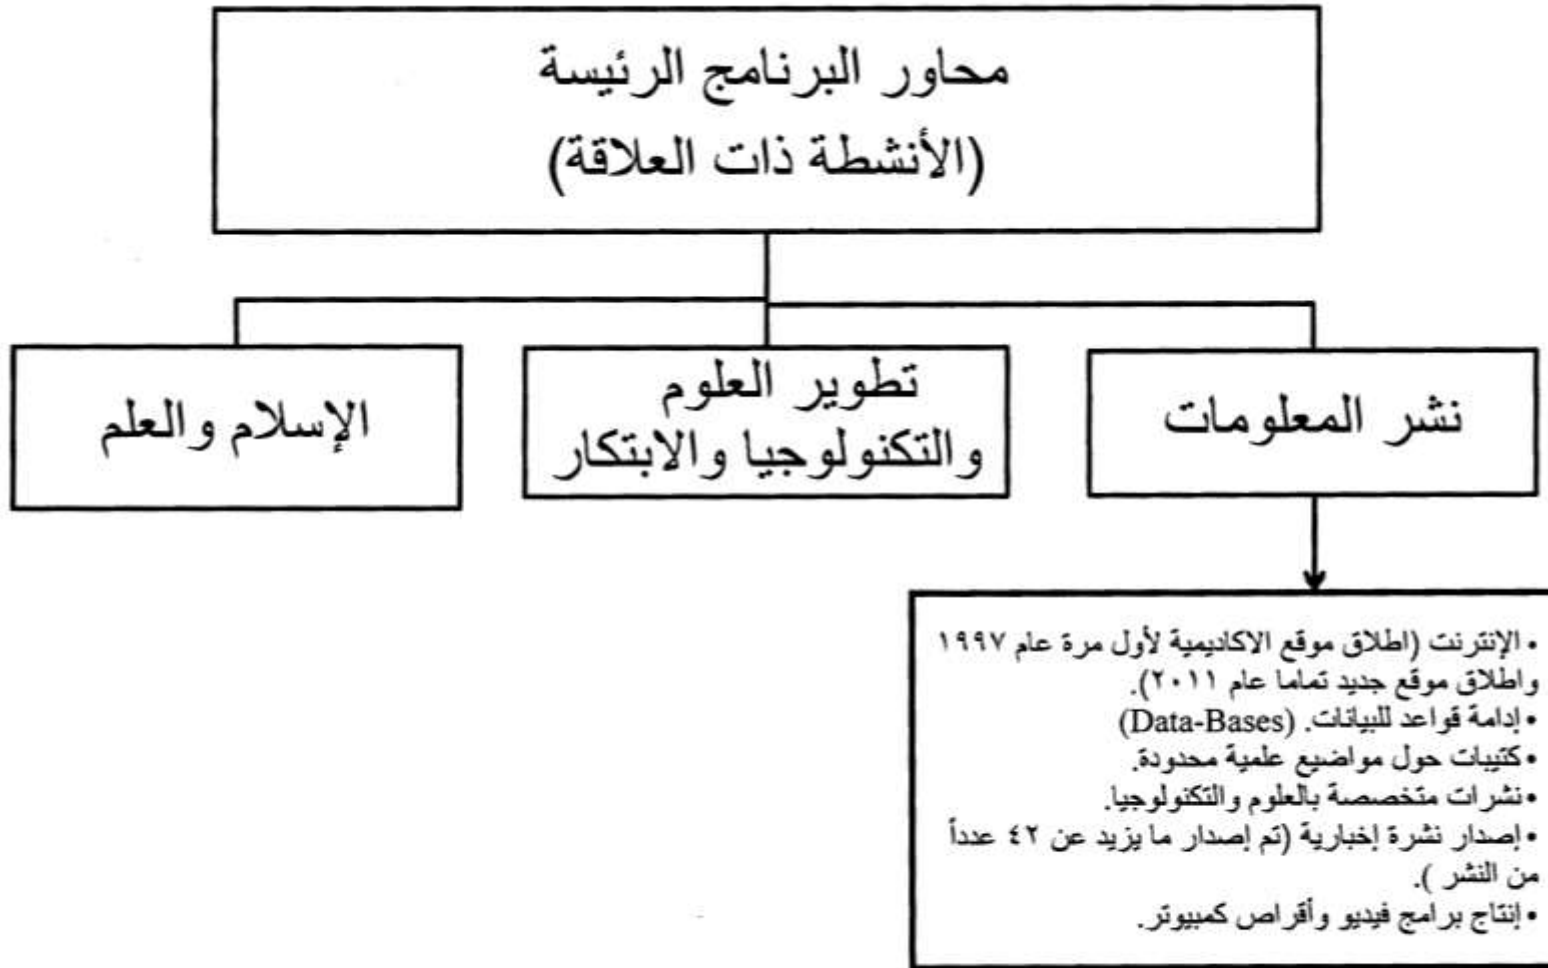 محاور البرنامج الرئيسة
(الأنشطة ذات العلاقة)
نشر المعلومات
تطوير العلوم
والتكنولوجيا والابتكار
الإسلام والعلم
• الإنترنت (اطلاق موقع الاكاديمية لأول مرة عام ١٩٩٧
واطلاق موقع جديد تماما عام ٢٠١١).
• إدامة قواعد للبيانات. (Data-Bases)
• كتيبات حول مواضيع علمية محدودة.
• نشرات متخصصة بالعلوم والتكنولوجيا.
• إصدار نشرة إخبارية (تم إصدار ما يزيد عن ٤٢ عدداً
من النشر ).
• إنتاج برامج فيديو وأقراص كمبيوتر.